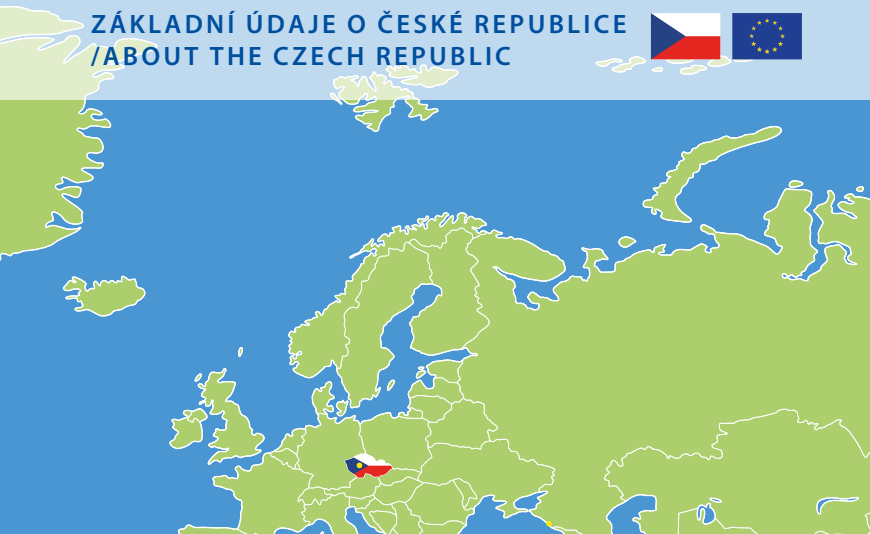 ZÁKLADNÍ ÚDAJE O ČESKÉ REPUBLICE
/ABOUT THE CZECH REPUBLIC